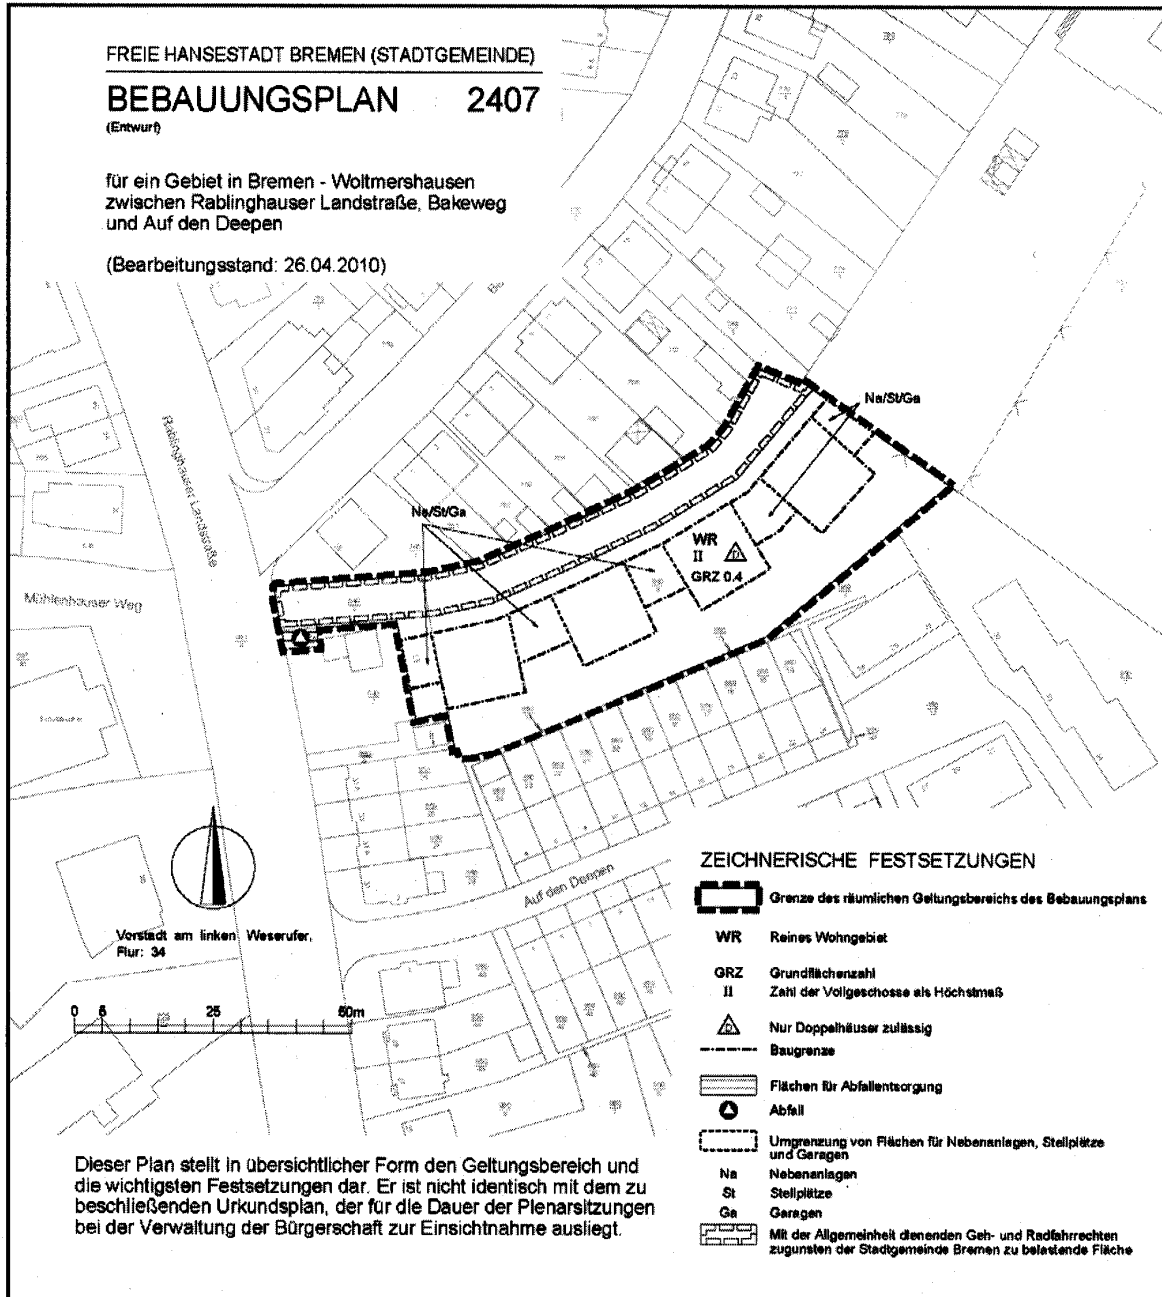 FREIE HANSESTADT BREMEN (STADTGEMEINDE)
BEBAUUNGSPLAN 2407
(Entwurf)
für ein Gebiet in Bremen - Woltmershausen
zwischen Rablinghauser Landstraße, Bakeweg
und Auf den Deepen
(Bearbeitungsstand: 26.04.2010)
Na/St/Ga
Rablinghauser Landstraße
Na/St/Ga
WR
II D
GRZ 0.4
Mühlenhauser Weg
Auf den Deepen
Vorstadt am linken Weserufer,
Flur: 34
0 5 25 50m
ZEICHNERISCHE FESTSETZUNGEN
Grenze des räumlichen Geltungsbereichs des Bebauungsplans
WR Reines Wohngebiet
GRZ Grundflächenzahl
II Zahl der Vollgeschosse als Höchstmaß
D Nur Doppelhäuser zulässig
Baugrenze
Flächen für Abfallentsorgung
Abfall
Umgrenzung von Flächen für Nebenanlagen, Stellplätze
und Garagen
Na Nebenanlagen
St Stellplätze
Ga Garagen
Mit der Allgemeinheit dienenden Geh- und Radfahrrechten
zugunsten der Stadtgemeinde Bremen zu belastende Fläche
Dieser Plan stellt in übersichtlicher Form den Geltungsbereich und
die wichtigsten Festsetzungen dar. Er ist nicht identisch mit dem zu
beschließenden Urkundsplan, der für die Dauer der Plenarsitzungen
bei der Verwaltung der Bürgerschaft zur Einsichtnahme ausliegt.